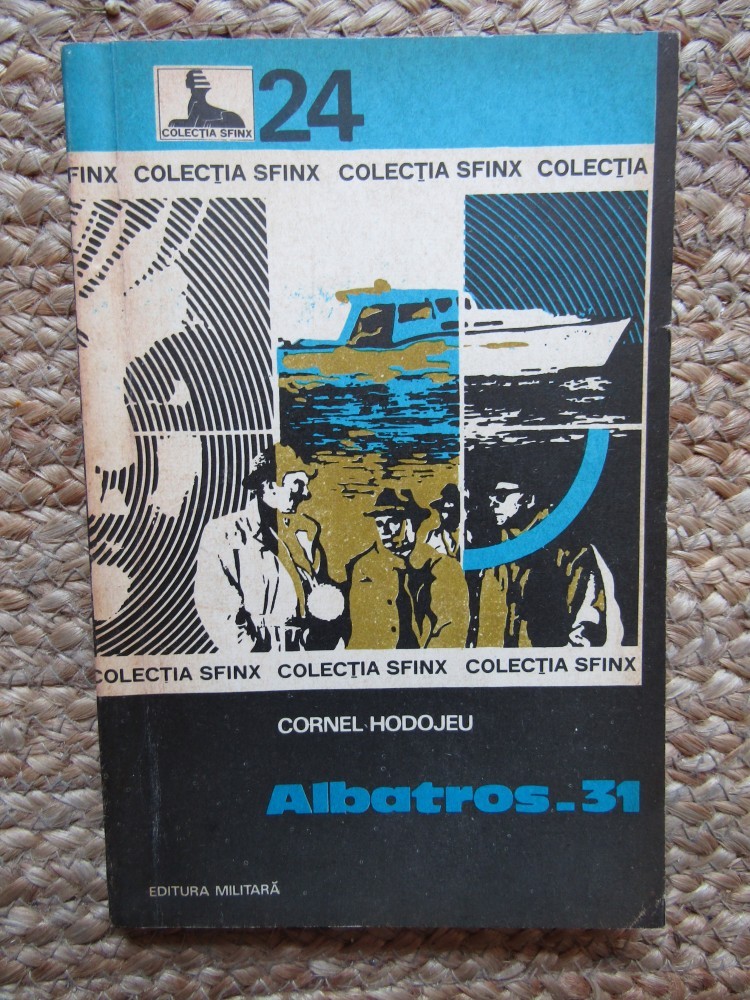 COLECȚIA SFINX
24
FINX COLECȚIA SFINX COLECȚIA SFINX COLECȚIA
COLECȚIA SFINX COLECȚIA SFINX COLECȚIA SFINX
CORNEL HODOJEU
Albatros-31
EDITURA MILITARĂ